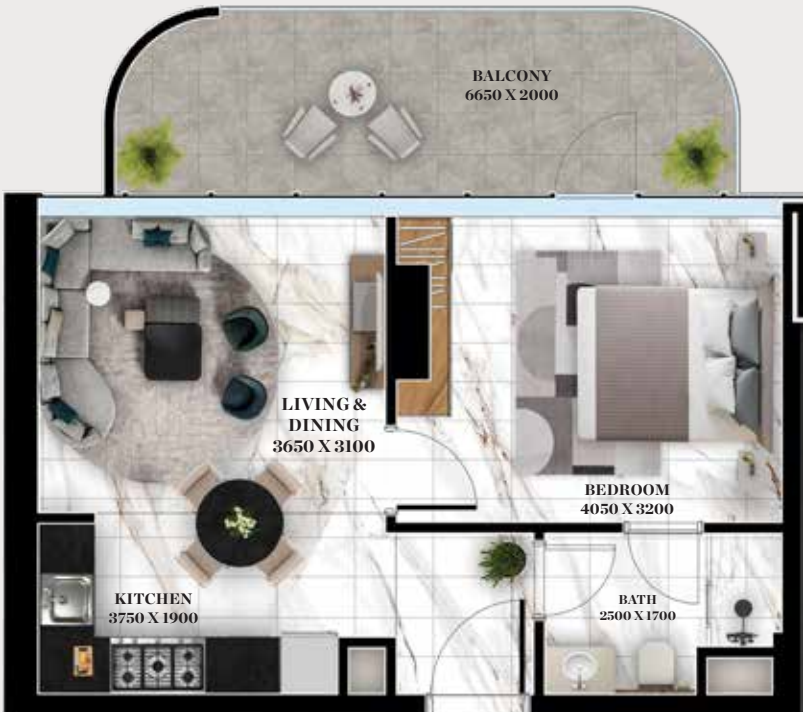 BALCONY
6650 X 2000
LIVING &
DINING
3650 X 3100
BEDROOM
4050 X 3200
KITCHEN
3750 X 1900
BATH
2500 X 1700